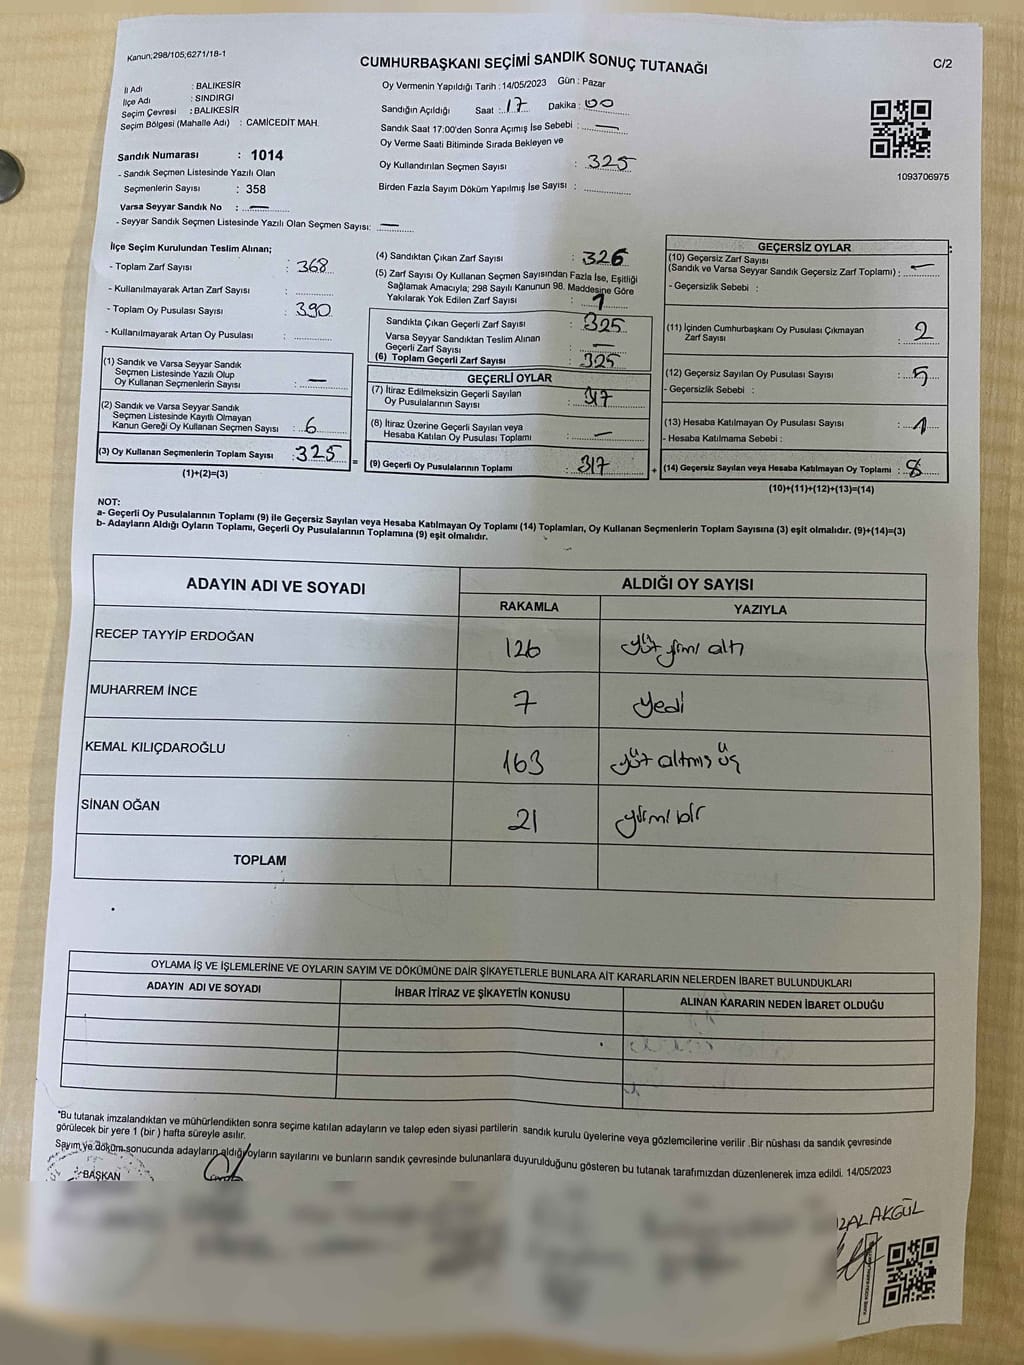 Kanun;298/105;6271/18-1
CUMHURBAŞKANI SEÇİMİ SANDIK SONUÇ TUTANAĞI
C/2
İl Adı : BALIKESİR
İlçe Adı : SINDIRGI
Seçim Çevresi : BALIKESİR
Seçim Bölgesi (Mahalle Adı) : CAMİCEDİT MAH.
Sandık Numarası : 1014
- Sandık Seçmen Listesinde Yazılı Olan
Seçmenlerin Sayısı : 358
Varsa Seyyar Sandık No : —
- Seyyar Sandık Seçmen Listesinde Yazılı Olan Seçmen Sayısı: —
Oy Vermenin Yapıldığı Tarih : 14/05/2023 Gün : Pazar
Sandığın Açıldığı Saat : 17 Dakika : 00
Sandık Saat 17:00'den Sonra Açımış İse Sebebi : —
Oy Verme Saati Bitiminde Sırada Bekleyen ve
Oy Kullandırılan Seçmen Sayısı : 325
Birden Fazla Sayım Döküm Yapılmış İse Sayısı :
1093706975
İlçe Seçim Kurulundan Teslim Alınan;
- Toplam Zarf Sayısı : 368
- Kullanılmayarak Artan Zarf Sayısı :
- Toplam Oy Pusulası Sayısı : 390
- Kullanılmayarak Artan Oy Pusulası :
(1) Sandık ve Varsa Seyyar Sandık
Seçmen Listesinde Yazılı Olup
Oy Kullanan Seçmenlerin Sayısı : —
(2) Sandık ve Varsa Seyyar Sandık
Seçmen Listesinde Kayıtlı Olmayan
Kanun Gereği Oy Kullanan Seçmen Sayısı : 6
(3) Oy Kullanan Seçmenlerin Toplam Sayısı : 325
(1)+(2)=(3)
(4) Sandıktan Çıkan Zarf Sayısı : 326
(5) Zarf Sayısı Oy Kullanan Seçmen Sayısından Fazla İse, Eşitliği
Sağlamak Amacıyla; 298 Sayılı Kanunun 98. Maddesine Göre
Yakılarak Yok Edilen Zarf Sayısı : 1
Sandıkta Çıkan Geçerli Zarf Sayısı : 325
Varsa Seyyar Sandıktan Teslim Alınan
Geçerli Zarf Sayısı : —
(6) Toplam Geçerli Zarf Sayısı : 325
GEÇERLİ OYLAR
(7) İtiraz Edilmeksizin Geçerli Sayılan
Oy Pusulalarının Sayısı : 317
(8) İtiraz Üzerine Geçerli Sayılan veya
Hesaba Katılan Oy Pusulası Toplamı : —
(9) Geçerli Oy Pusulalarının Toplamı : 317
GEÇERSİZ OYLAR
(10) Geçersiz Zarf Sayısı
(Sandık ve Varsa Seyyar Sandık Geçersiz Zarf Toplamı) : —
- Geçersizlik Sebebi :
(11) İçinden Cumhurbaşkanı Oy Pusulası Çıkmayan
Zarf Sayısı : 2
(12) Geçersiz Sayılan Oy Pusulası Sayısı : 5
- Geçersizlik Sebebi :
(13) Hesaba Katılmayan Oy Pusulası Sayısı : 1
- Hesaba Katılmama Sebebi :
(14) Geçersiz Sayılan veya Hesaba Katılmayan Oy Toplamı : 8
(10)+(11)+(12)+(13)=(14)
NOT:
a- Geçerli Oy Pusulalarının Toplamı (9) ile Geçersiz Sayılan veya Hesaba Katılmayan Oy Toplamı (14) Toplamları, Oy Kullanan Seçmenlerin Toplam Sayısına (3) eşit olmalıdır. (9)+(14)=(3)
b- Adayların Aldığı Oyların Toplamı, Geçerli Oy Pusulalarının Toplamına (9) eşit olmalıdır.
ADAYIN ADI VE SOYADI ALDIĞI OY SAYISI
RAKAMLA YAZIYLA
RECEP TAYYİP ERDOĞAN 126 yüz yirmi altı
MUHARREM İNCE 7 yedi
KEMAL KILIÇDAROĞLU 163 yüz altmış üç
SİNAN OĞAN 21 yirmi bir
TOPLAM
OYLAMA İŞ VE İŞLEMLERİNE VE OYLARIN SAYIM VE DÖKÜMÜNE DAİR ŞİKAYETLERLE BUNLARA AİT KARARLARIN NELERDEN İBARET BULUNDUKLARI
ADAYIN ADI VE SOYADI İHBAR İTİRAZ VE ŞİKAYETİN KONUSU ALINAN KARARIN NEDEN İBARET OLDUĞU
"Bu tutanak imzalandıktan ve mühürlendikten sonra seçime katılan adayların ve talep eden siyasi partilerin sandık kurulu üyelerine veya gözlemcilerine verilir .Bir nüshası da sandık çevresinde
görülecek bir yere 1 (bir) hafta süreyle asılır.
Sayım ve döküm sonucunda adayların aldığı oyların sayılarını ve bunların sandık çevresinde bulunanlara duyurulduğunu gösteren bu tutanak tarafımızdan düzenlenerek imza edildi. 14/05/2023
BAŞKAN
AKGÜL